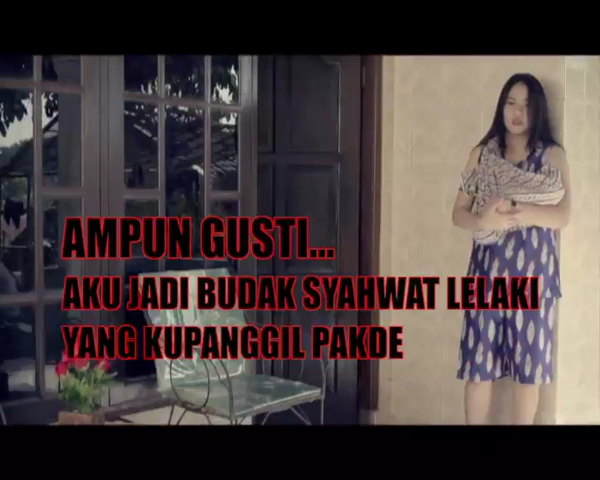 AMPUN GUSTI...
AKU JADI BUDAK SYAHWAT LELAKI
YANG KUPANGGIL PAKDE